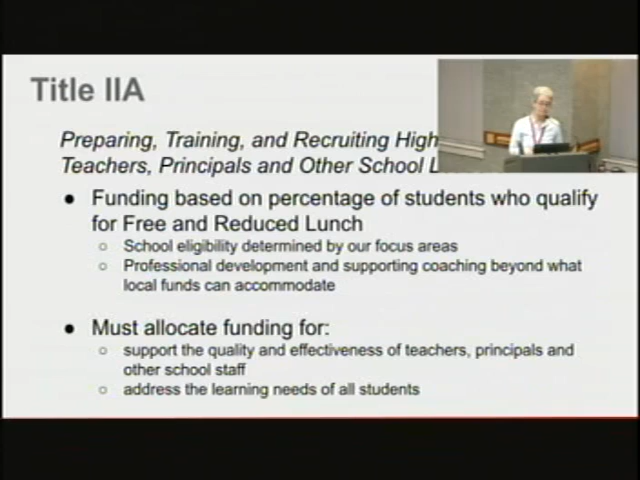 Title IIA
Preparing, Training, and Recruiting High
Teachers, Principals and Other School L
● Funding based on percentage of students who qualify
for Free and Reduced Lunch
○ School eligibility determined by our focus areas
○ Professional development and supporting coaching beyond what
local funds can accommodate
● Must allocate funding for:
○ support the quality and effectiveness of teachers, principals and
other school staff
○ address the learning needs of all students